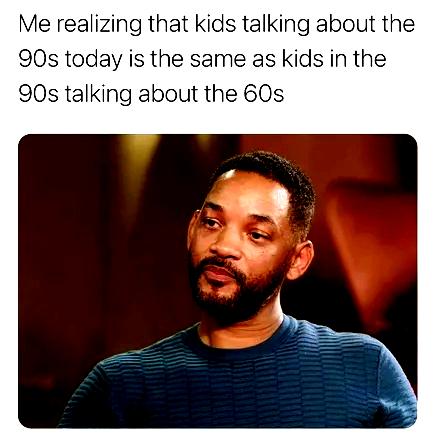 Me realizing that kids talking about the
90s today is the same as kids in the
90s talking about the 60s